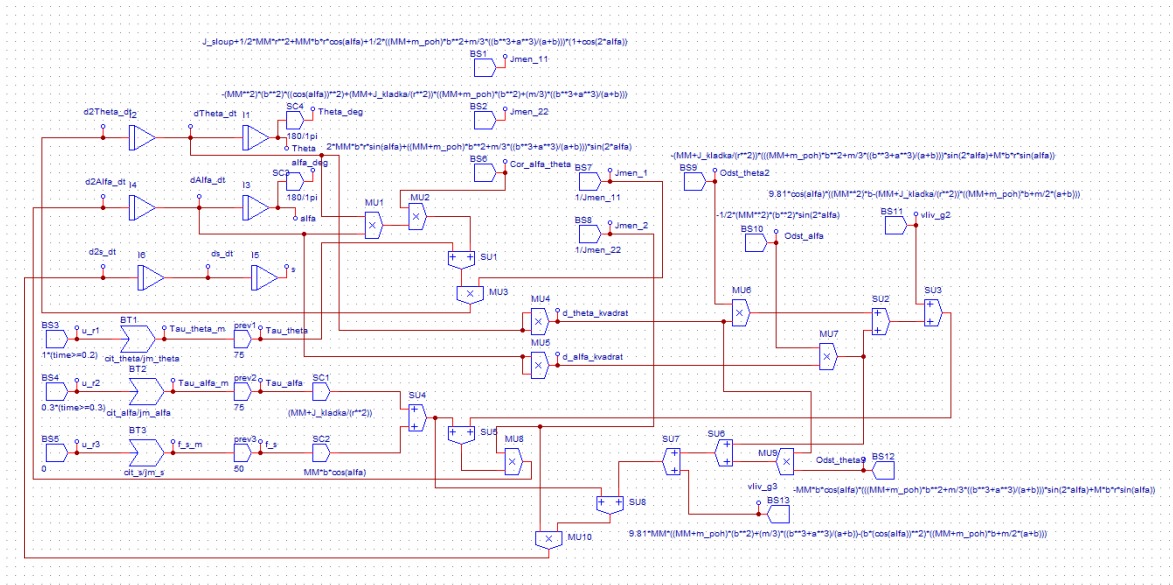 J_sloup+1/2*MM*r**2+MM*b*r*cos(alfa)+1/2*((MM+m_poh)*b**2+m/3*((b**3+a**3)/(a+b)))*(1+cos(2*alfa))
BS1
Jmen_11
-(MM**2)*(b**2)*((cos(alfa))**2)+(MM+J_kladka/(r**2))*((MM+m_poh)*(b**2)+(m/3)*((b**3+a**3)/(a+b)))
BS2
Jmen_22
d2Theta_dt
I2
dTheta_dt
I1
SC4
Theta_deg
180/1pi
Theta
2*MM*b*r*sin(alfa)+((MM+m_poh)*b**2+m/3*((b**3+a**3)/(a+b)))*sin(2*alfa)
BS6
Cor_alfa_theta
-(MM+J_kladka/(r**2))*(((MM+m_poh)*b**2+m/3*((b**3+a**3)/(a+b)))*sin(2*alfa)+M*b*r*sin(alfa)
BS9
Odst_theta2
alfa_deg
d2Alfa_dt
I4
dAlfa_dt
I3
SC3
180/1pi
alfa
MU1
MU2
BS7
Jmen_1
1/Jmen_11
9.81*cos(alfa)*((MM**2)*b-(MM+J_kladka/(r**2))*((MM+m_poh)*b+m/2*(a+b)))
BS11
vliv_g2
-1/2*(MM**2)*(b**2)*sin(2*alfa)
BS10
Odst_alfa
BS8
Jmen_2
1/Jmen_22
d2s_dt
I6
ds_dt
I5
s
SU1
MU3
MU4
d_theta_kvadrat
MU6
SU2
SU3
BS3
u_r1
1*(time>=0.2)
BT1
Tau_theta_m
cit_theta/jm_theta
prev1
75
Tau_theta
MU5
d_alfa_kvadrat
MU7
BS4
u_r2
0.3*(time>=0.3)
BT2
Tau_alfa_m
cit_alfa/jm_alfa
prev2
75
Tau_alfa
SC1
(MM+J_kladka/(r**2))
SU4
BS5
u_r3
0
BT3
f_s_m
cit_s/jm_s
prev3
50
f_s
SC2
MM*b*cos(alfa)
SU5
MU8
SU7
SU6
MU9
BS12
-MM*b*cos(alfa)*(((MM+m_poh)*b**2+m/3*((b**3+a**3)/(a+b)))*sin(2*alfa)+M*b*r*sin(alfa))
vliv_g3
BS13
9.81*MM*((MM+m_poh)*(b**2)+(m/3)*((b**3+a**3)/(a+b))-(b*(cos(alfa))**2)*((MM+m_poh)*b+m/2*(a+b)))
SU8
MU10